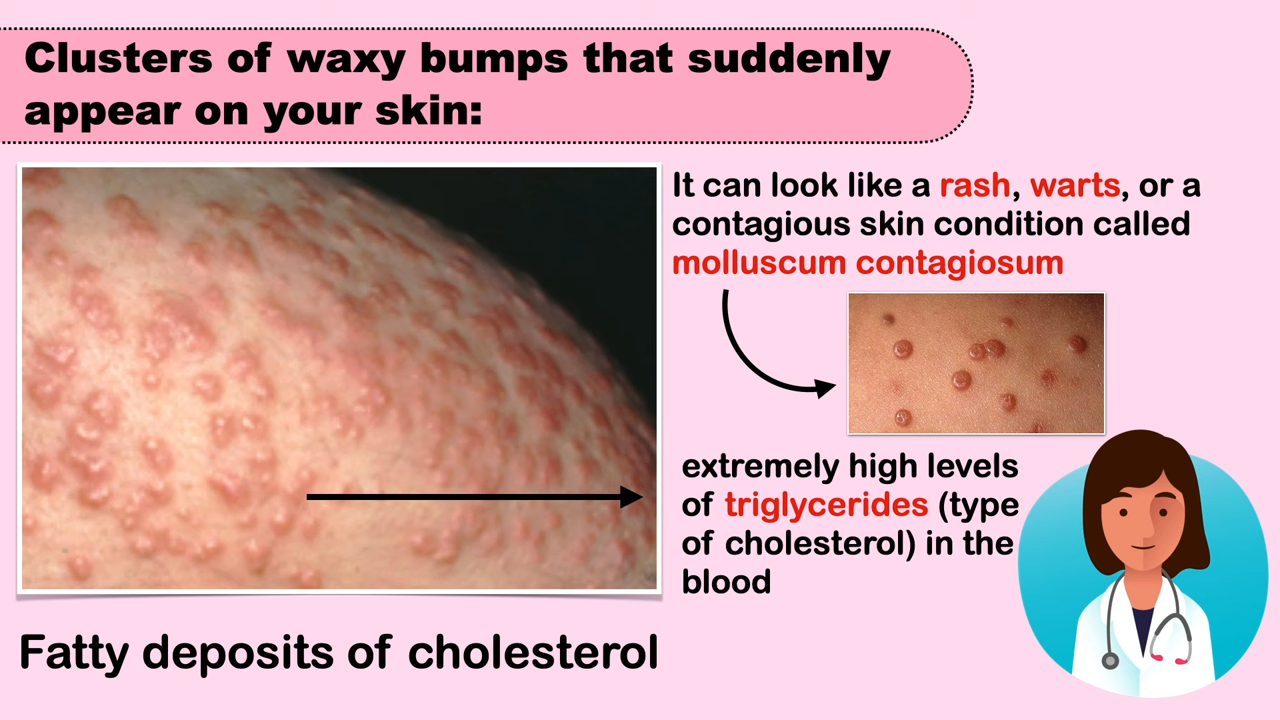 Clusters of waxy bumps that suddenly
appear on your skin:
It can look like a rash, warts, or a
contagious skin condition called
molluscum contagiosum
extremely high levels
of triglycerides (type
of cholesterol) in the
blood
Fatty deposits of cholesterol